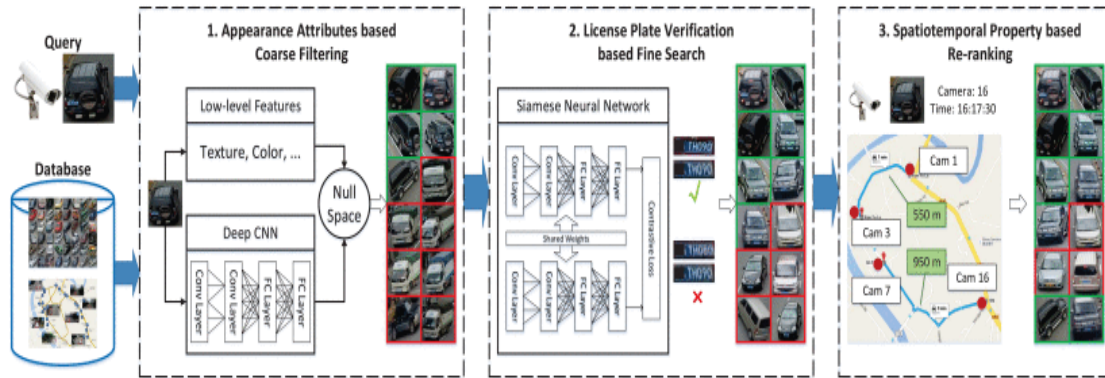 Query
Database
1. Appearance Attributes based
Coarse Filtering
Low-level Features
Texture, Color, ...
Deep CNN
Conv Layer
Conv Layer
FC Layer
FC Layer
Null
Space
2. License Plate Verification
based Fine Search
Siamese Neural Network
Conv Layer
Conv Layer
FC Layer
FC Layer
Shared Weights
Conv Layer
Conv Layer
FC Layer
FC Layer
Contrastive Loss
3. Spatiotemporal Property based
Re-ranking
Camera: 16
Time: 16:17:30
Cam 1
550 m
Cam 3
950 m
Cam 7
Cam 16